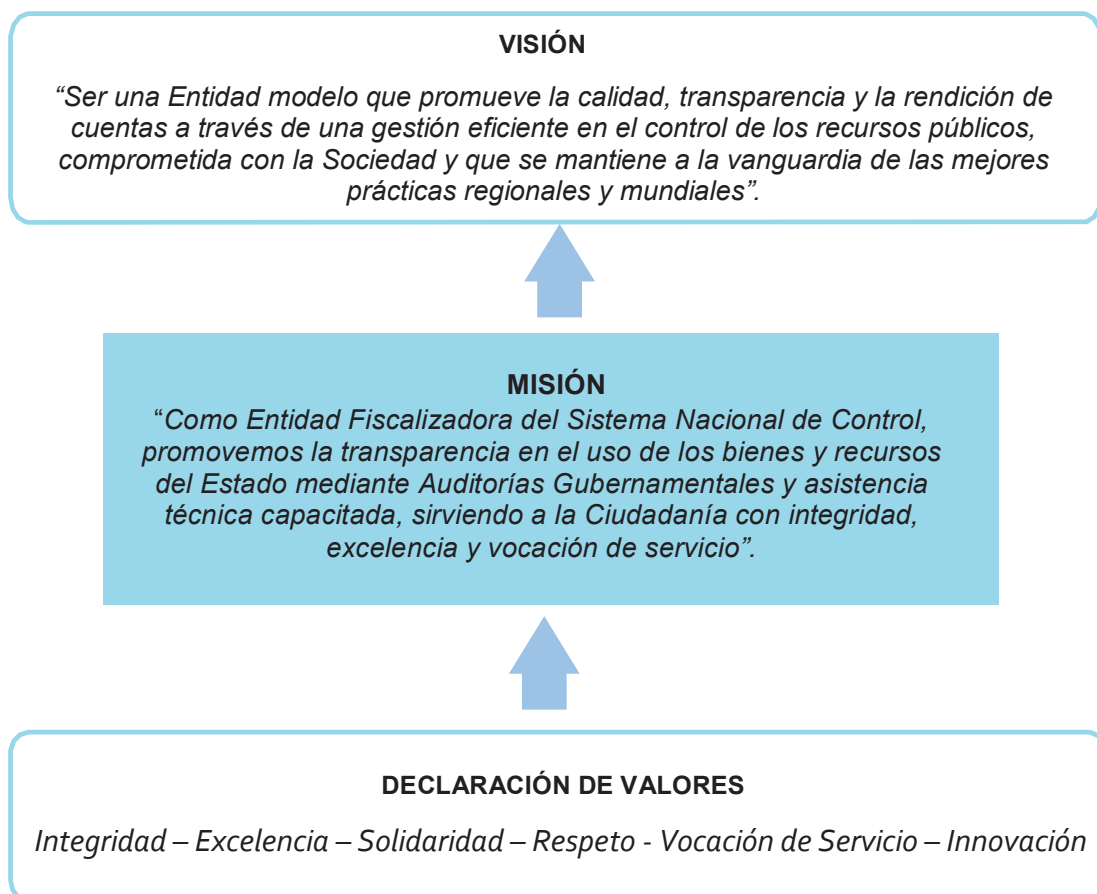 VISIÓN
“Ser una Entidad modelo que promueve la calidad, transparencia y la rendición de
cuentas a través de una gestión eficiente en el control de los recursos públicos,
comprometida con la Sociedad y que se mantiene a la vanguardia de las mejores
prácticas regionales y mundiales”.
MISIÓN
“Como Entidad Fiscalizadora del Sistema Nacional de Control,
promovemos la transparencia en el uso de los bienes y recursos
del Estado mediante Auditorías Gubernamentales y asistencia
técnica capacitada, sirviendo a la Ciudadanía con integridad,
excelencia y vocación de servicio”.
DECLARACIÓN DE VALORES
Integridad – Excelencia – Solidaridad – Respeto - Vocación de Servicio – Innovación